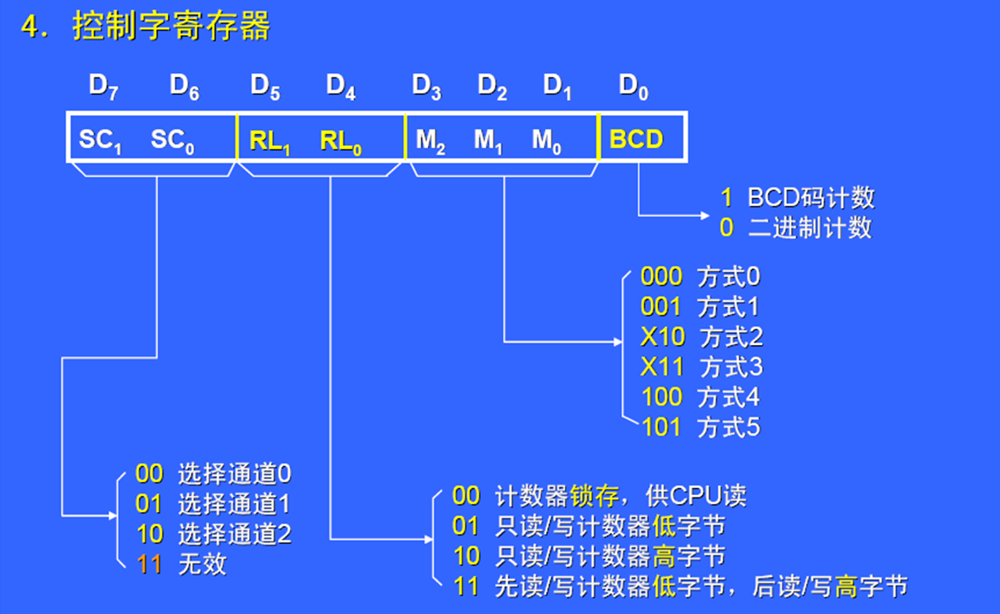 4. 控制字寄存器
D7 D6 D5 D4 D3 D2 D1 D0
SC1 SC0 RL1 RL0 M2 M1 M0 BCD
1 BCD码计数
0 二进制计数
000 方式0
001 方式1
X10 方式2
X11 方式3
100 方式4
101 方式5
00 选择通道0
01 选择通道1
10 选择通道2
11 无效
00 计数器锁存，供CPU读
01 只读/写计数器低字节
10 只读/写计数器高字节
11 先读/写计数器低字节，后读/写高字节